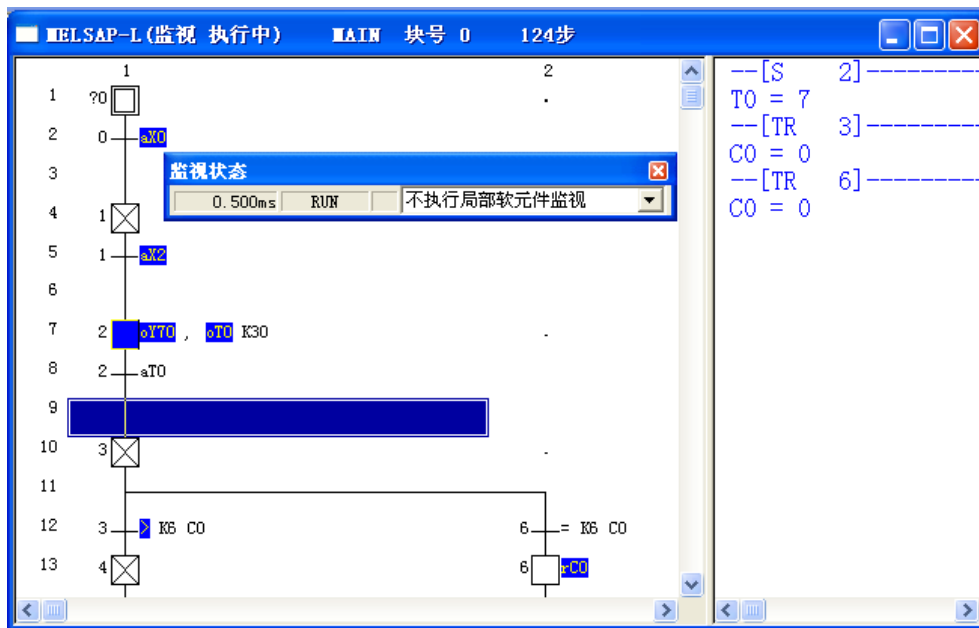 MELSAP-L(监视 执行中) MAIN 块号 0 124步
1 2
1 ?0
2 0 aX0
3
监视状态
0.500ms RUN 不执行局部软元件监视
4 1
5 1 aX2
6
7 2 oY70 , oT0 K30
8 2 aT0
9
10 3
11
12 3 > K6 C0 6 = K6 C0
13 4 6 rC0
--[S 2]--------
T0 = 7
--[TR 3]--------
C0 = 0
--[TR 6]--------
C0 = 0